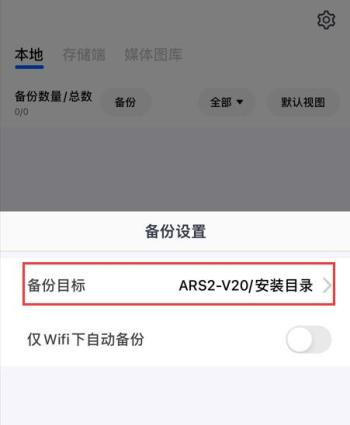 本地 存储端 媒体图库
备份数量/总数 备份 全部 默认视图
0/0
备份设置
备份目标 ARS2-V20/安装目录
仅Wifi下自动备份